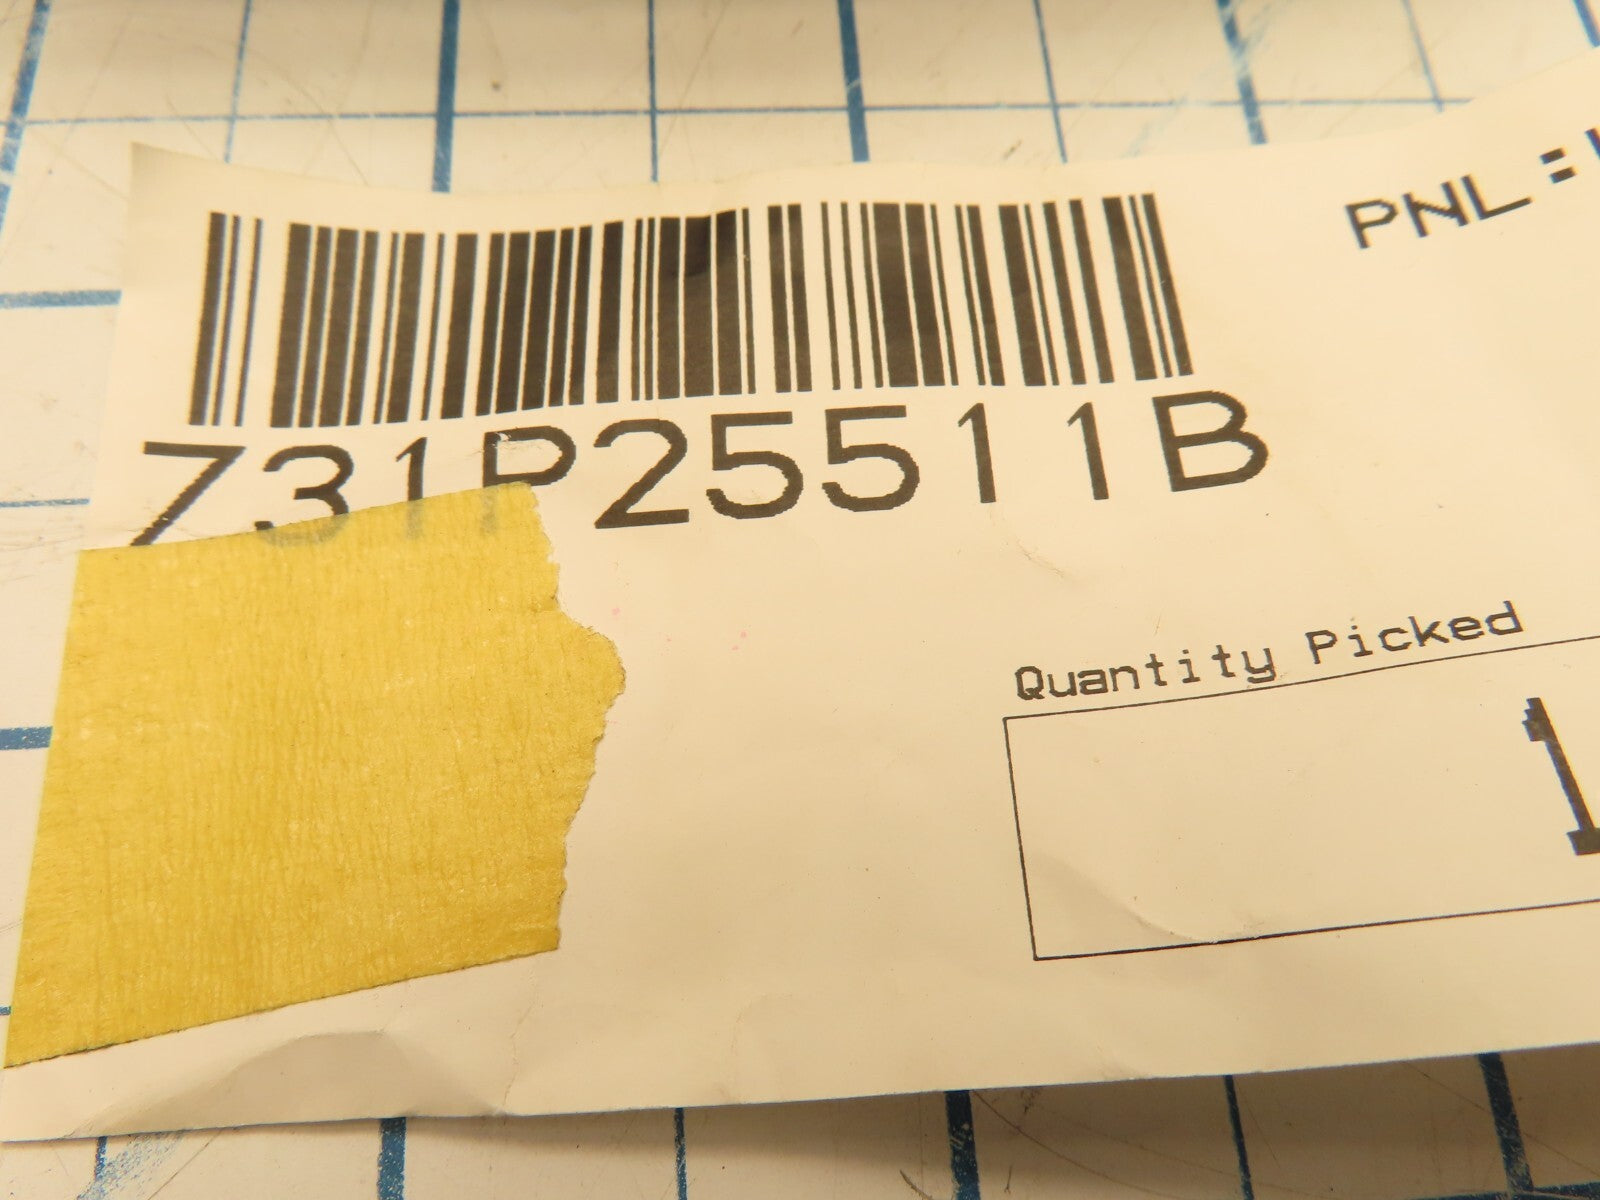 731P25511B
PNL:
Quantity Picked
1